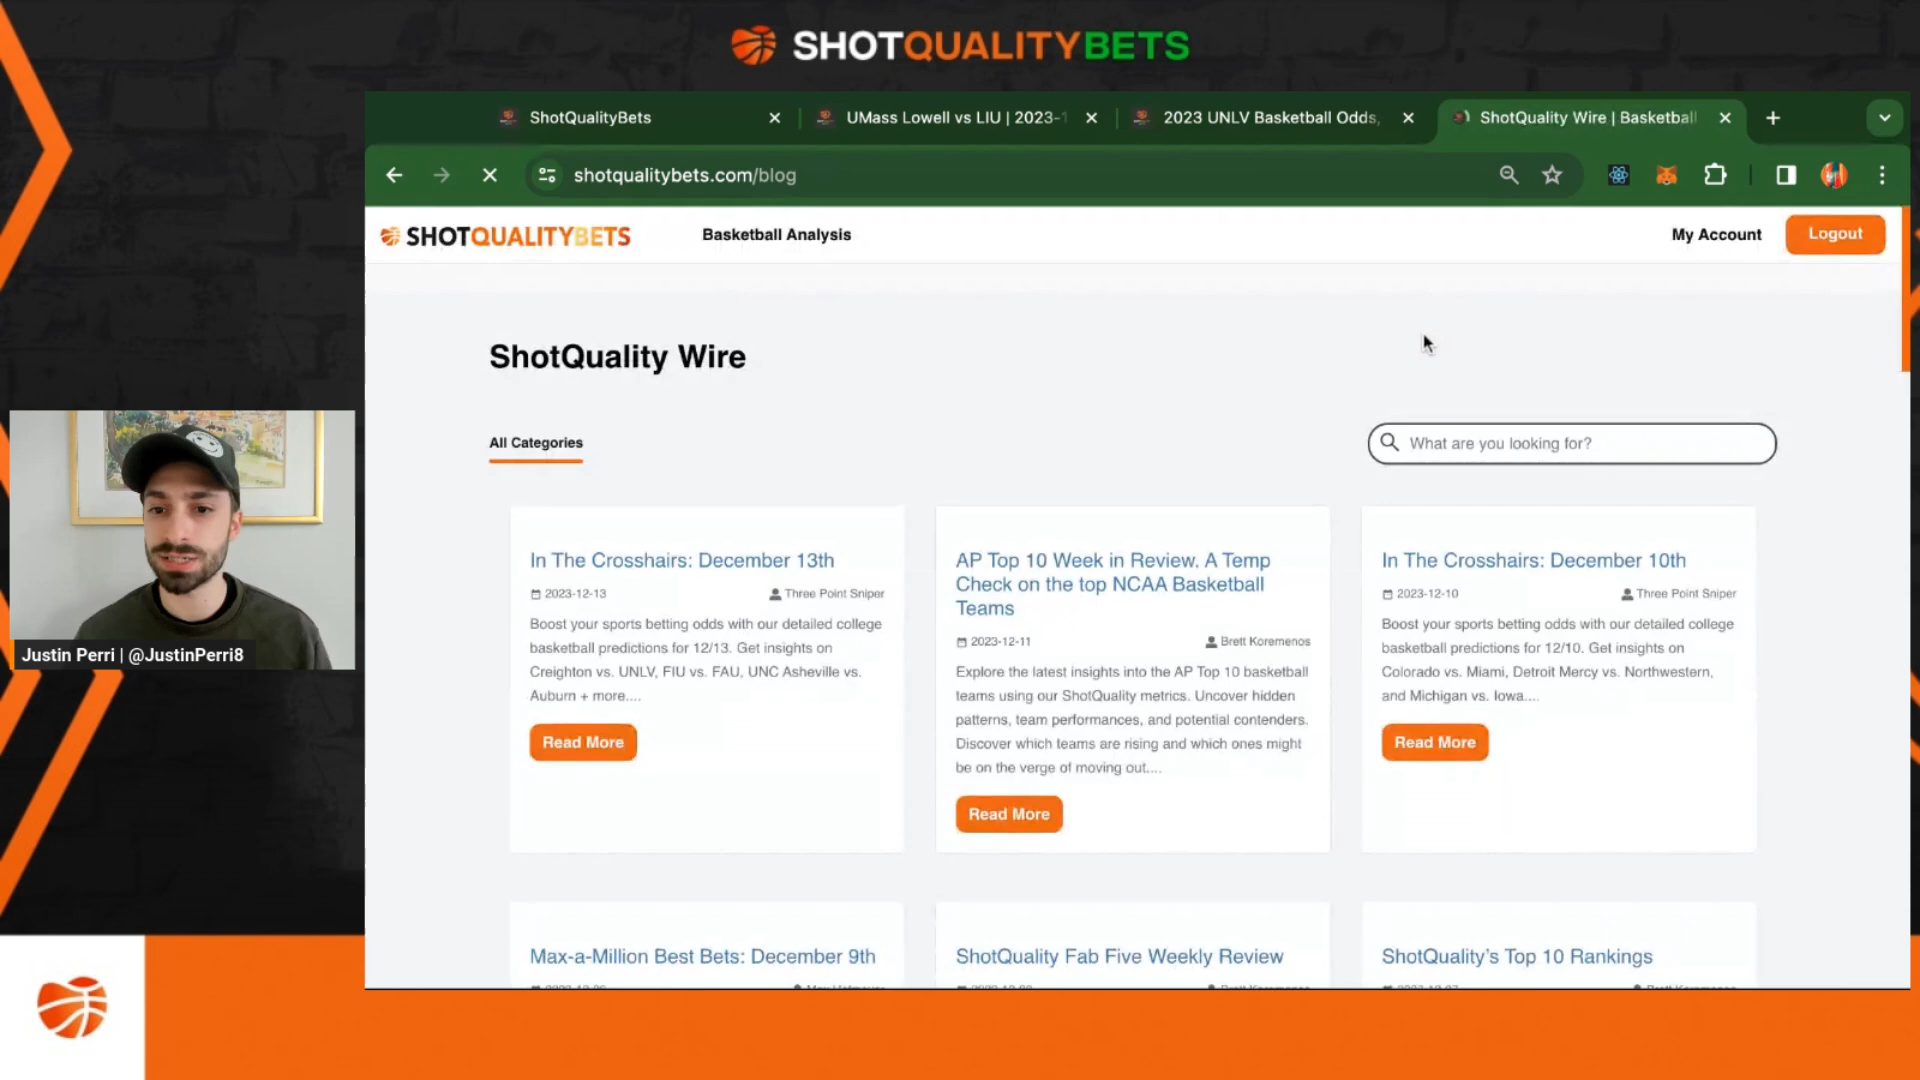 SHOTQUALITYBETS
ShotQualityBets
UMass Lowell vs LIU | 2023-1
2023 UNLV Basketball Odds,
ShotQuality Wire | Basketball
shotqualitybets.com/blog
SHOTQUALITYBETS
Basketball Analysis
My Account
Logout
ShotQuality Wire
All Categories
What are you looking for?
In The Crosshairs: December 13th
2023-12-13
Three Point Sniper
Boost your sports betting odds with our detailed college
basketball predictions for 12/13. Get insights on
Creighton vs. UNLV, FIU vs. FAU, UNC Asheville vs.
Auburn + more....
Read More
AP Top 10 Week in Review. A Temp
Check on the top NCAA Basketball
Teams
2023-12-11
Brett Koremenos
Explore the latest insights into the AP Top 10 basketball
teams using our ShotQuality metrics. Uncover hidden
patterns, team performances, and potential contenders.
Discover which teams are rising and which ones might
be on the verge of moving out....
Read More
In The Crosshairs: December 10th
2023-12-10
Three Point Sniper
Boost your sports betting odds with our detailed college
basketball predictions for 12/10. Get insights on
Colorado vs. Miami, Detroit Mercy vs. Northwestern,
and Michigan vs. Iowa....
Read More
Justin Perri | @JustinPerri8
Max-a-Million Best Bets: December 9th
ShotQuality Fab Five Weekly Review
ShotQuality's Top 10 Rankings